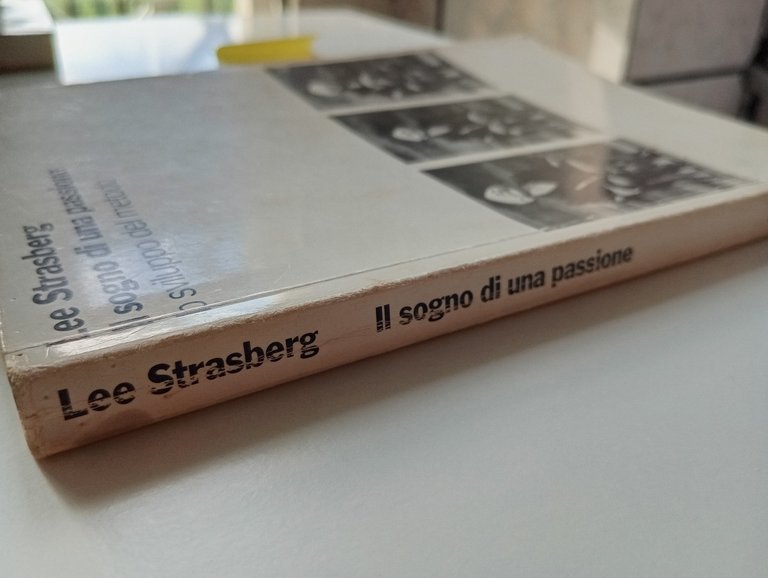 Lee Strasberg
Il sogno di una passione
Lo sviluppo del metodo
Lee Strasberg Il sogno di una passione